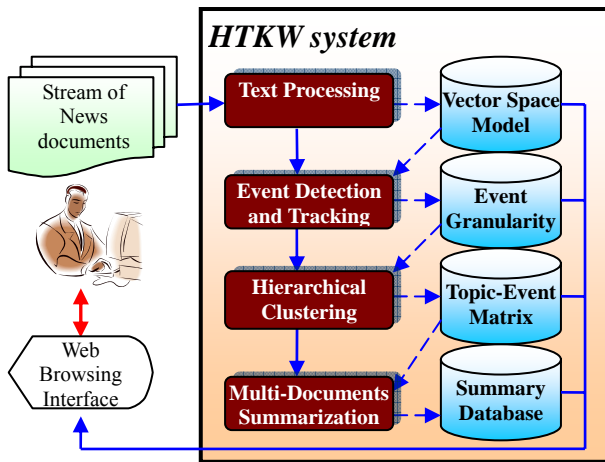 HTKW system
Stream of
News
documents
Text Processing
Vector Space
Model
Event Detection
and Tracking
Event
Granularity
Hierarchical
Clustering
Topic-Event
Matrix
Web
Browsing
Interface
Multi-Documents
Summarization
Summary
Database